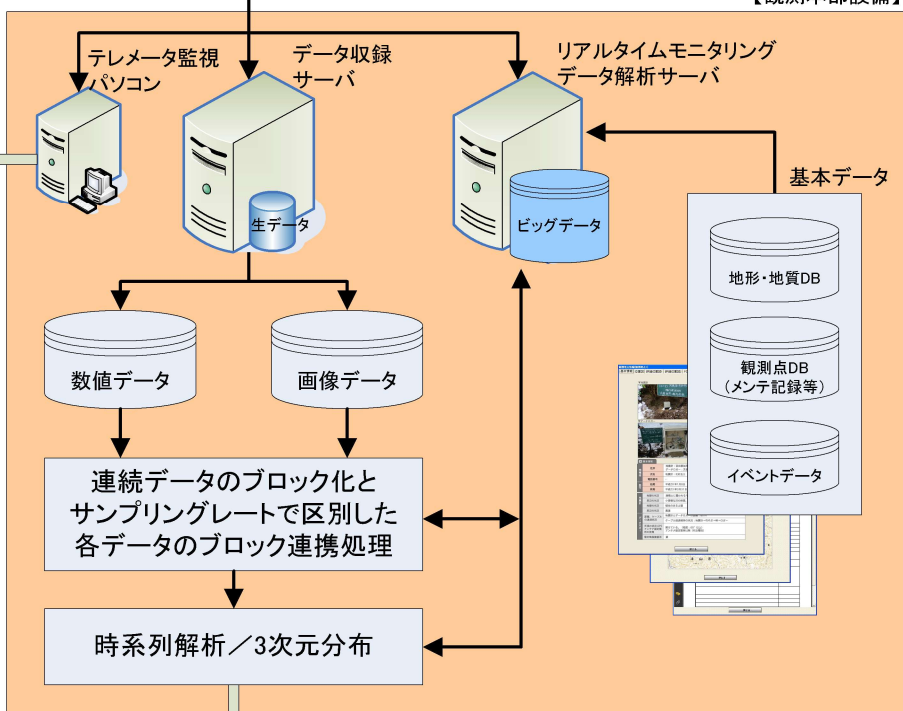 【観測本部設備】
テレメータ監視
パソコン
データ収録
サーバ
リアルタイムモニタリング
データ解析サーバ
基本データ
生データ
ビッグデータ
地形・地質DB
数値データ
画像データ
観測点DB
(メンテ記録等)
イベントデータ
連続データのブロック化と
サンプリングレートで区別した
各データのブロック連携処理
時系列解析/3次元分布